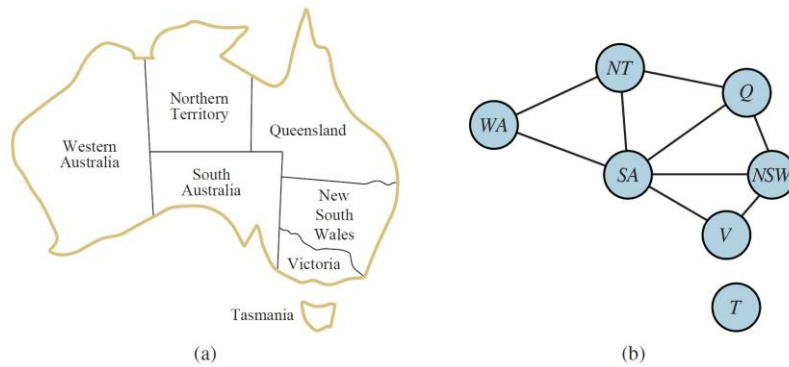 Northern
Territory
Western
Australia
Queensland
South
Australia
New
South
Wales
Victoria
Tasmania
(a)
NT
Q
WA
SA
NSW
V
T
(b)